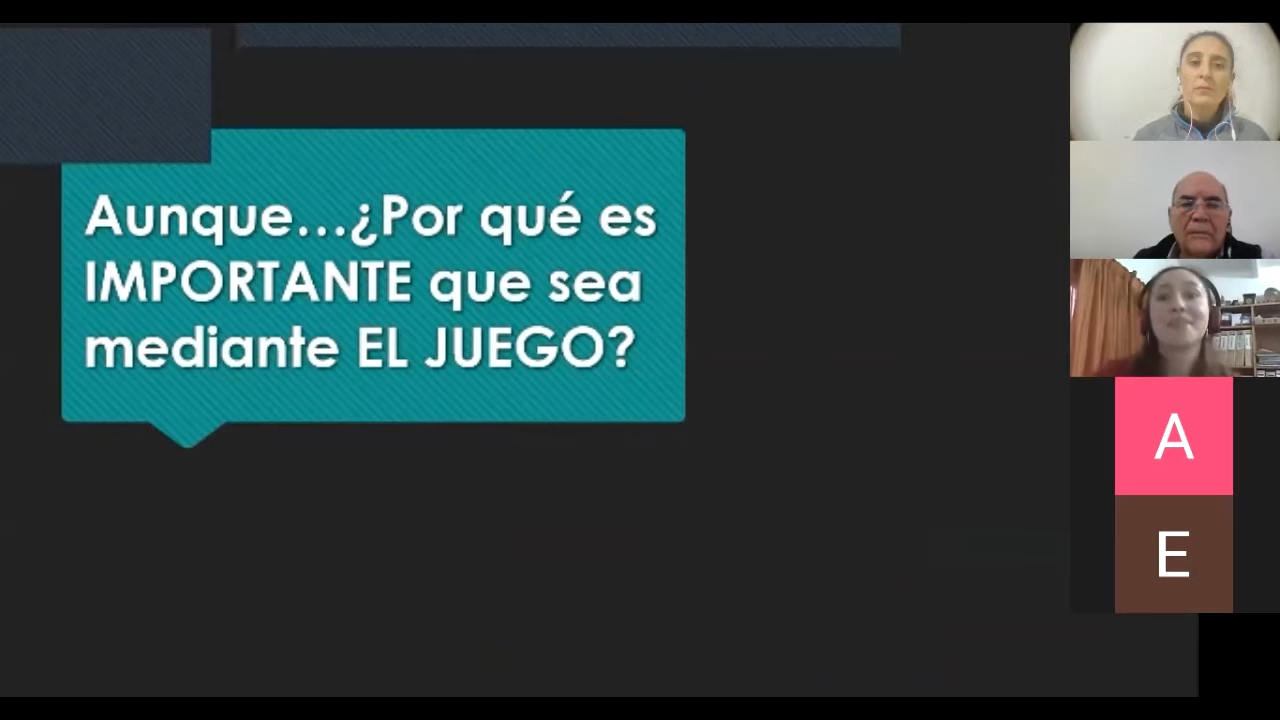 Aunque...¿Por qué es
IMPORTANTE que sea
mediante EL JUEGO?
A
E